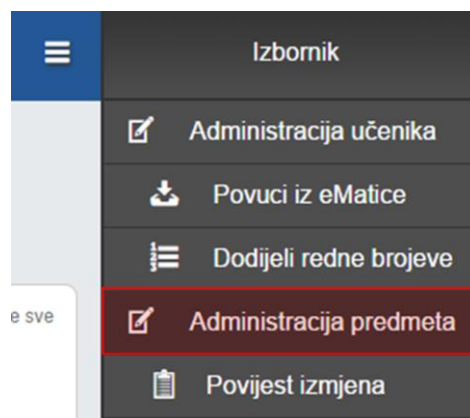 Izbornik
Administracija učenika
Povuci iz eMatice
Dodijeli redne brojeve
e sve
Administracija predmeta
Povijest izmjena